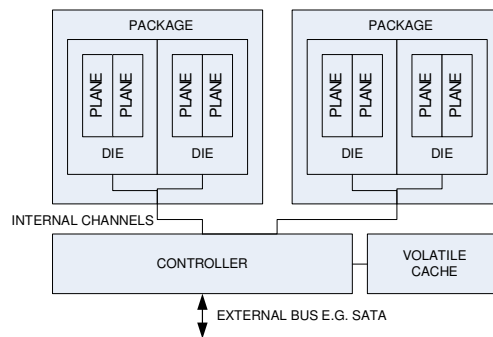 PACKAGE
PACKAGE
PLANE
PLANE
PLANE
PLANE
PLANE
PLANE
PLANE
PLANE
DIE
DIE
DIE
DIE
INTERNAL CHANNELS
CONTROLLER
VOLATILE
CACHE
EXTERNAL BUS E.G. SATA